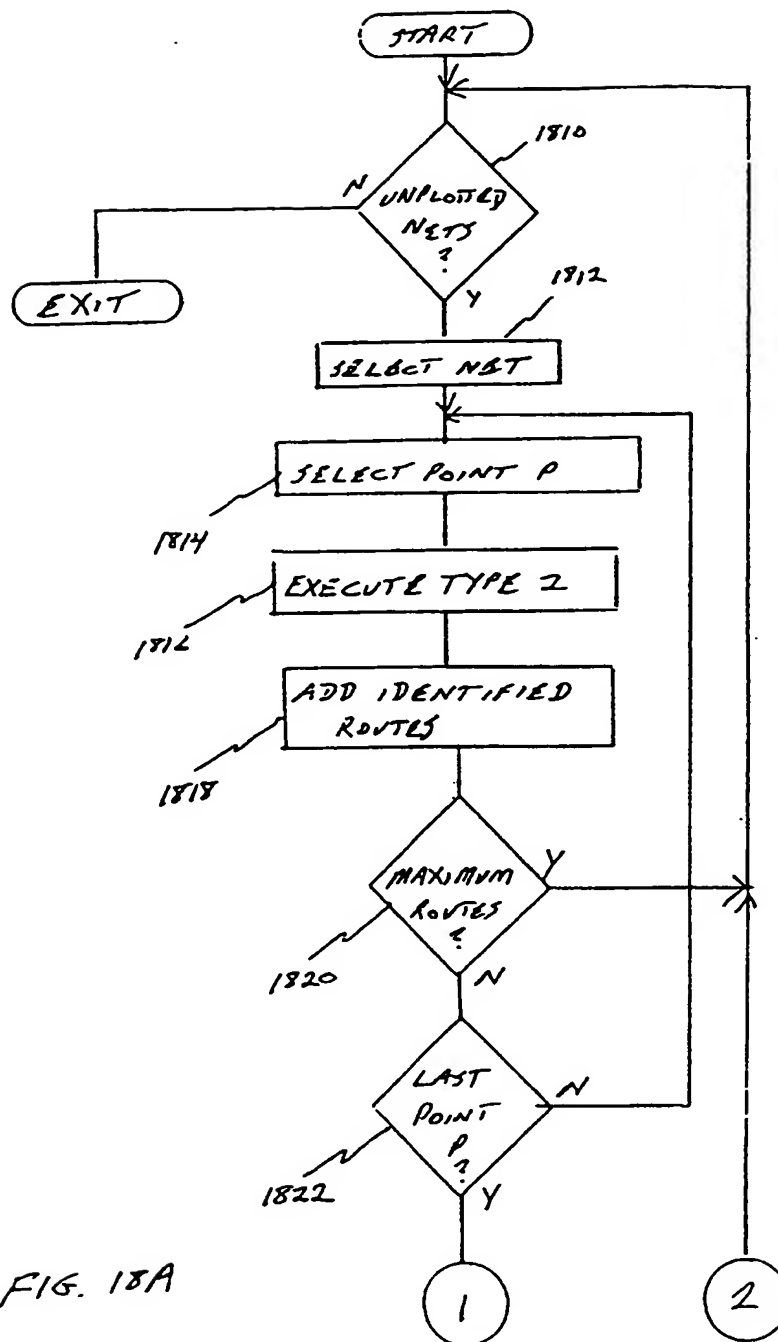 START
1810
N
UNPLOTTED
NETS
?
EXIT
Y
1812
SELECT NET
SELECT POINT P
1814
EXECUTE TYPE 2
1816
ADD IDENTIFIED
ROUTES
1818
MAXIMUM
ROUTES
?
Y
1820
N
LAST
POINT
P
?
N
1822
Y
FIG. 18A
1
2